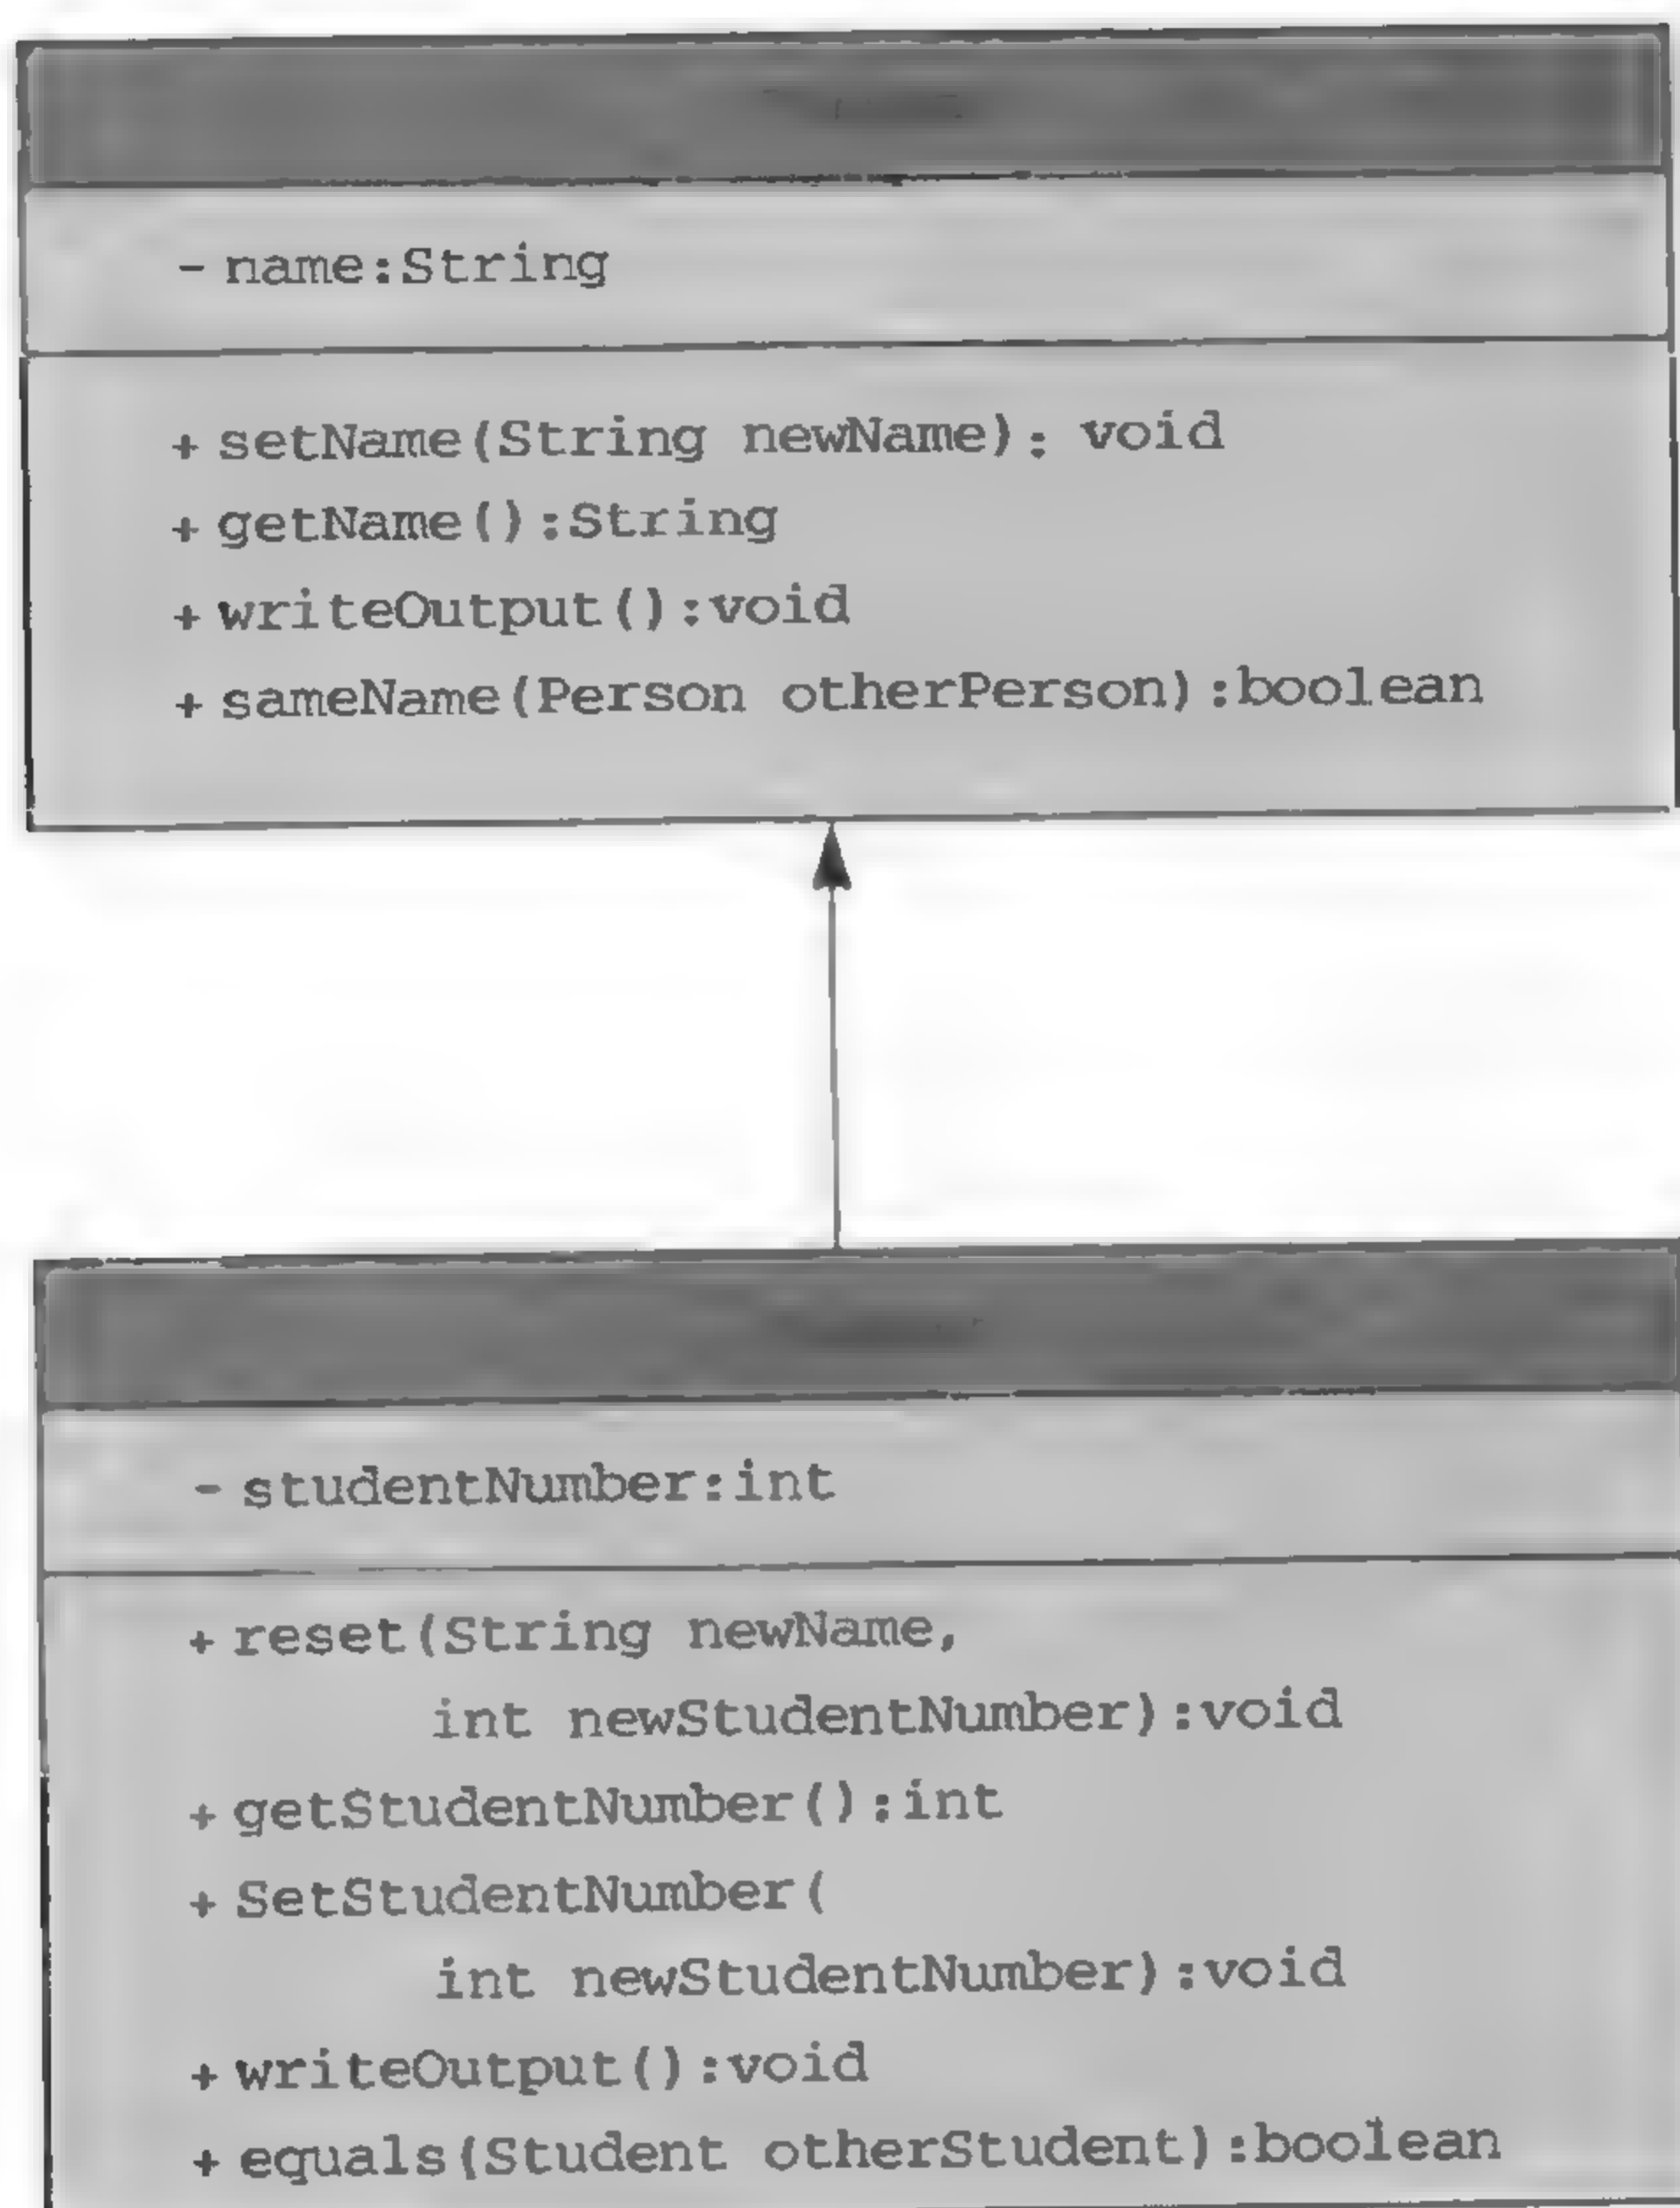 - name:String
+ setName(String newName): void
+ getName():String
+ writeOutput():void
+ sameName(Person otherPerson):boolean
- studentNumber:int
+ reset(String newName,
int newStudentNumber):void
+ getStudentNumber():int
+ SetStudentNumber(
int newStudentNumber):void
+ writeOutput():void
+ equals(Student otherStudent):boolean